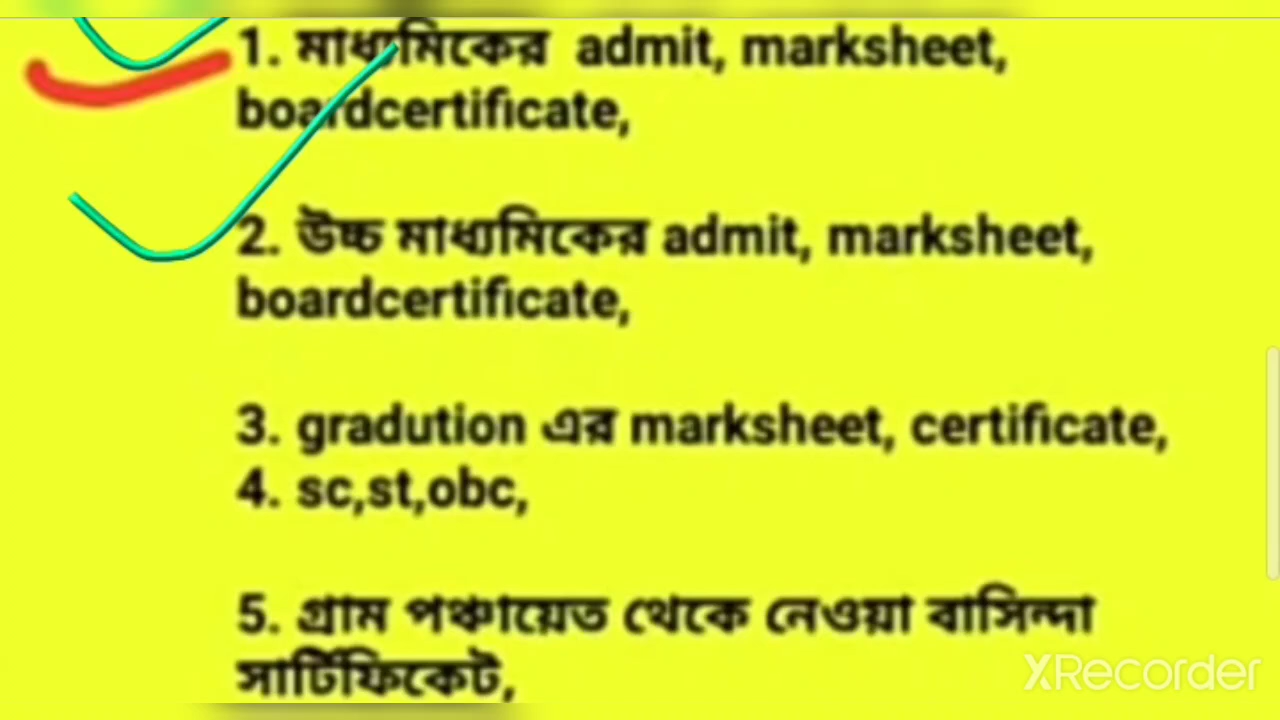 1. মাধ্যমিকের admit, marksheet,
boardcertificate,
2. উচ্চ মাধ্যমিকের admit, marksheet,
boardcertificate,
3. gradution এর marksheet, certificate,
4. sc,st,obc,
5. গ্রাম পঞ্চায়েত থেকে নেওয়া বাসিন্দা
সার্টিফিকেট,
XRecorder